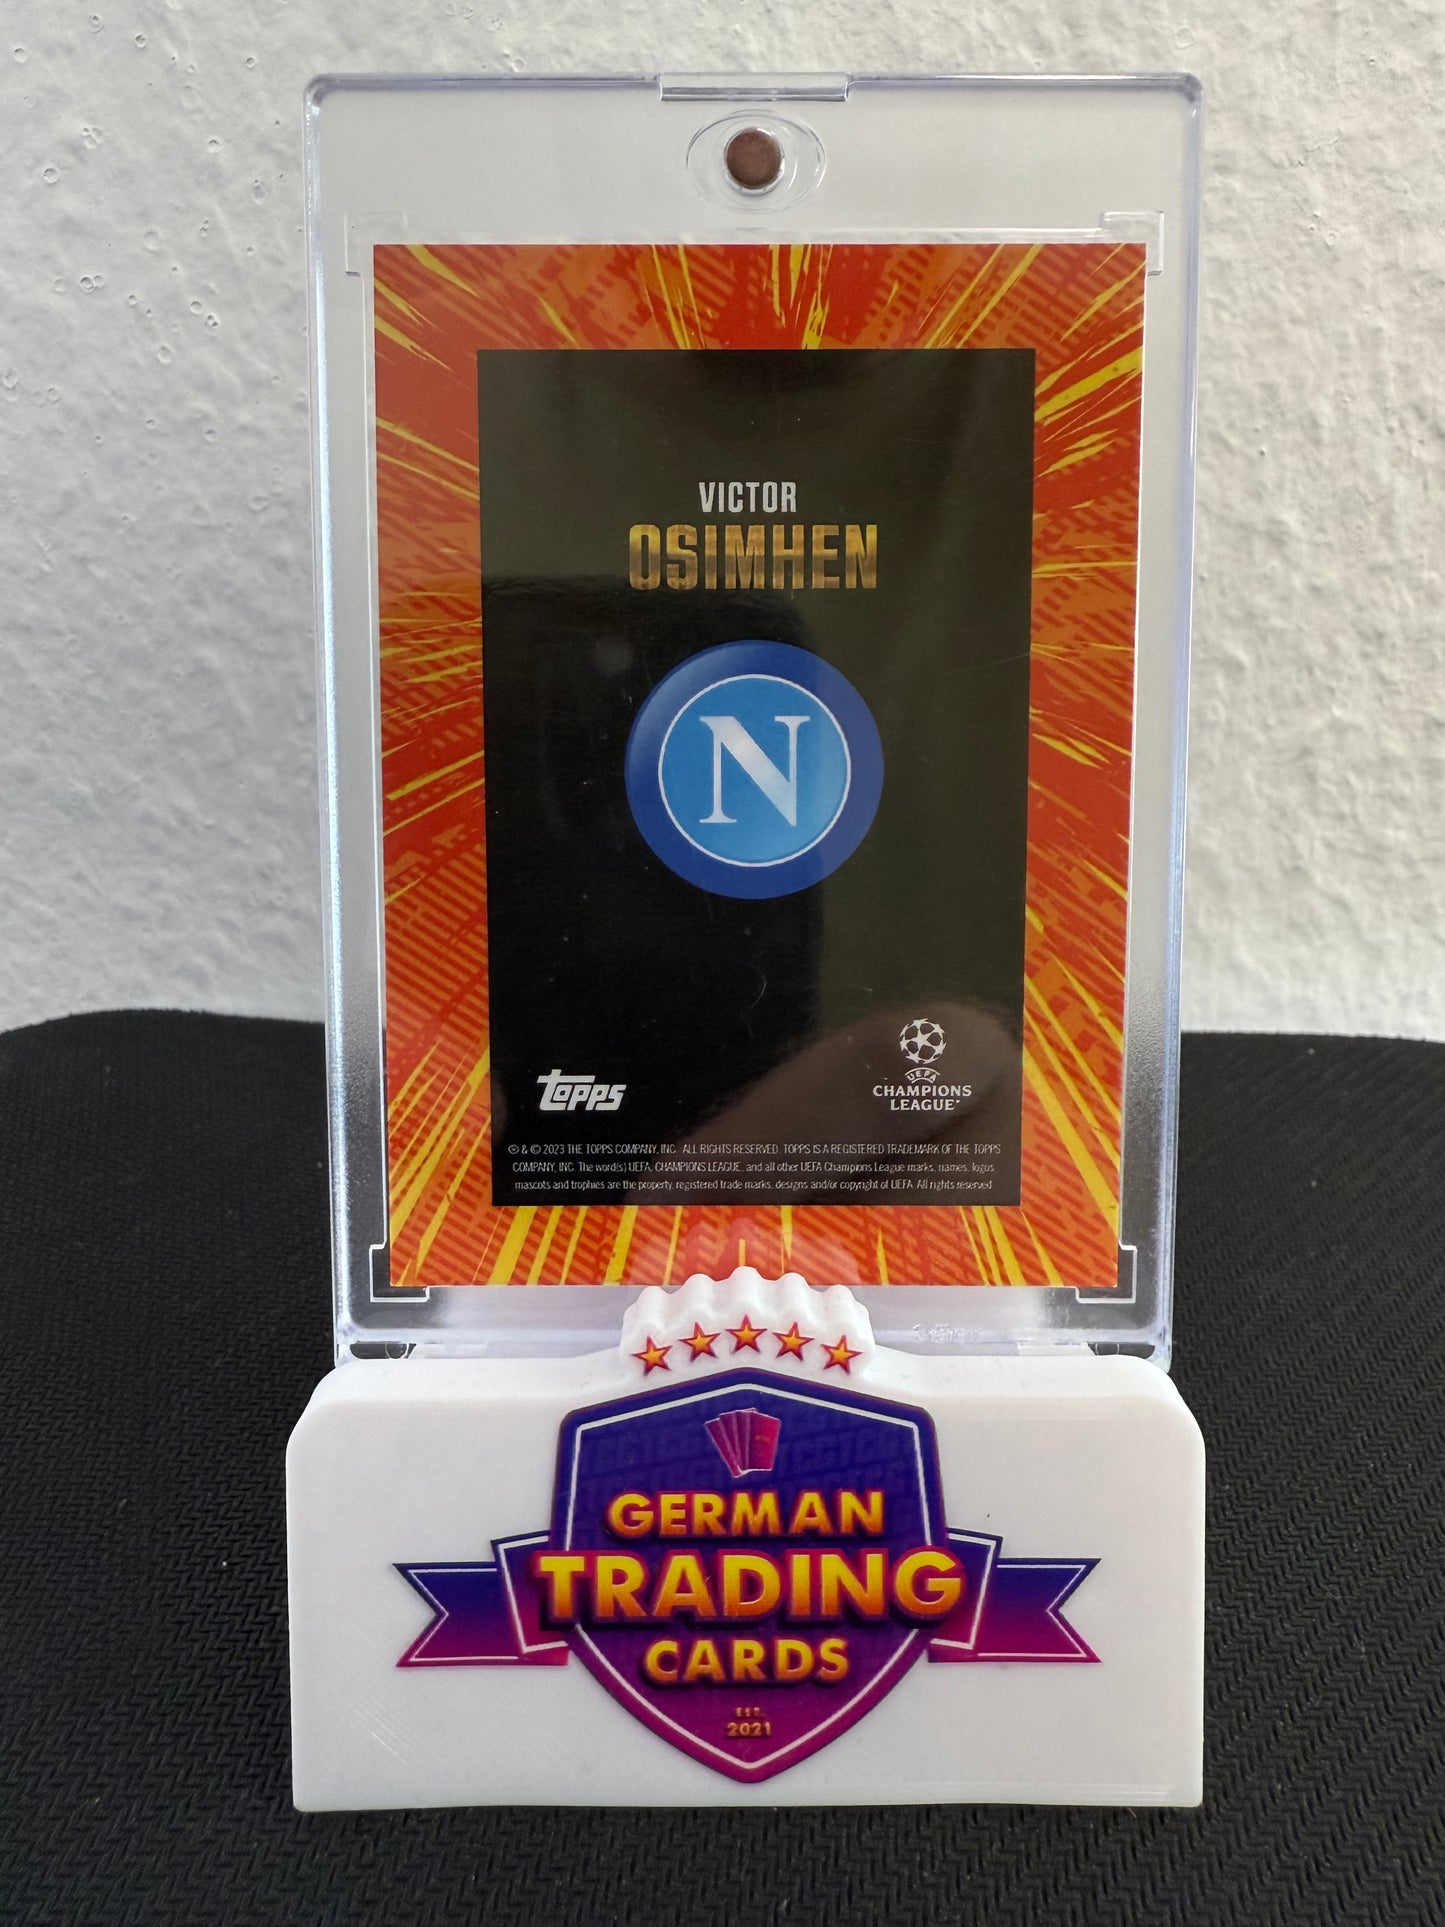 VICTOR
OSIMHEN
N
topps
UEFA
CHAMPIONS
LEAGUE
® & © 2023 THE TOPPS COMPANY, INC. ALL RIGHTS RESERVED. TOPPS IS A REGISTERED TRADEMARK OF THE TOPPS
COMPANY, INC. The word(s) UEFA, CHAMPIONS LEAGUE, and all other UEFA Champions League marks, names, logos,
mascots and trophies are the property, registered trade marks, designs and/or copyright of UEFA. All rights reserved
GERMAN
TRADING
CARDS
EST.
2021